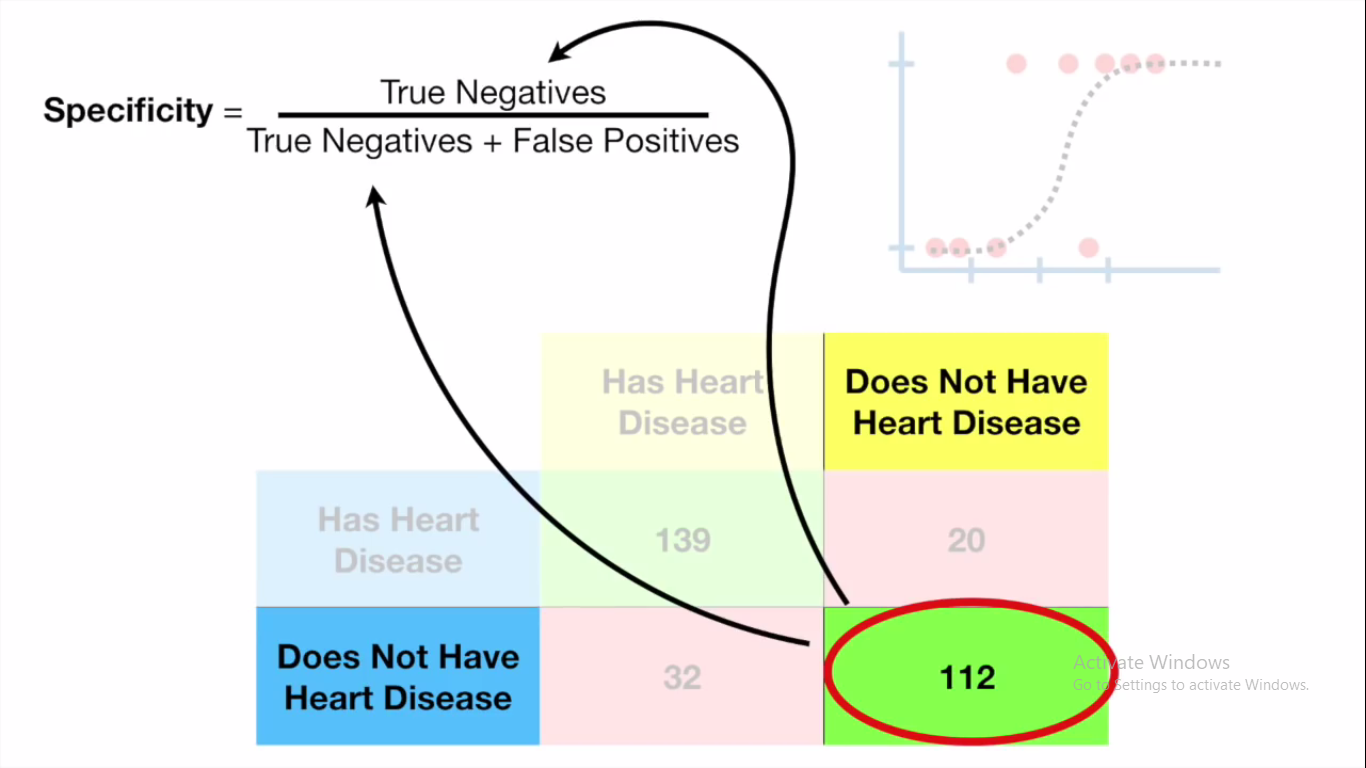 True Negatives
Specificity =
True Negatives + False Positives
Has Heart
Disease
Does Not Have
Heart Disease
Has Heart
Disease
139
20
Does Not Have
Heart Disease
32
112
Activate Windows
Go to Settings to activate Windows.